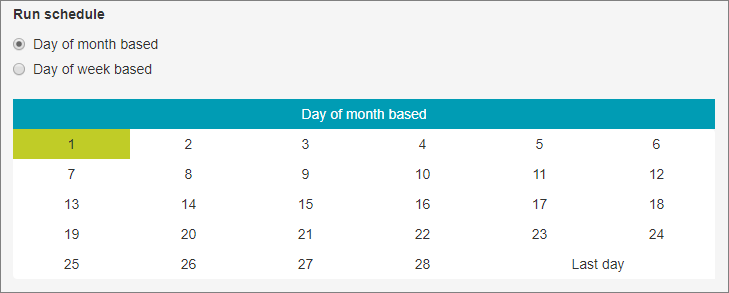 Run schedule
Day of month based
Day of week based
Day of month based
1 2 3 4 5 6
7 8 9 10 11 12
13 14 15 16 17 18
19 20 21 22 23 24
25 26 27 28 Last day